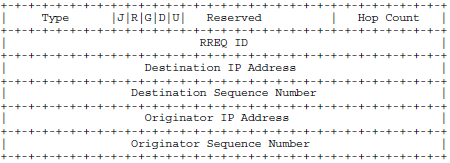 +-+-+-+-+-+-+-+-+-+-+-+-+-+-+-+-+-+-+-+-+-+-+-+-+-+-+-+-+-+-+-+-+
| Type |J|R|G|D|U| Reserved | Hop Count |
+-+-+-+-+-+-+-+-+-+-+-+-+-+-+-+-+-+-+-+-+-+-+-+-+-+-+-+-+-+-+-+-+
| RREQ ID |
+-+-+-+-+-+-+-+-+-+-+-+-+-+-+-+-+-+-+-+-+-+-+-+-+-+-+-+-+-+-+-+-+
| Destination IP Address |
+-+-+-+-+-+-+-+-+-+-+-+-+-+-+-+-+-+-+-+-+-+-+-+-+-+-+-+-+-+-+-+-+
| Destination Sequence Number |
+-+-+-+-+-+-+-+-+-+-+-+-+-+-+-+-+-+-+-+-+-+-+-+-+-+-+-+-+-+-+-+-+
| Originator IP Address |
+-+-+-+-+-+-+-+-+-+-+-+-+-+-+-+-+-+-+-+-+-+-+-+-+-+-+-+-+-+-+-+-+
| Originator Sequence Number |
+-+-+-+-+-+-+-+-+-+-+-+-+-+-+-+-+-+-+-+-+-+-+-+-+-+-+-+-+-+-+-+-+